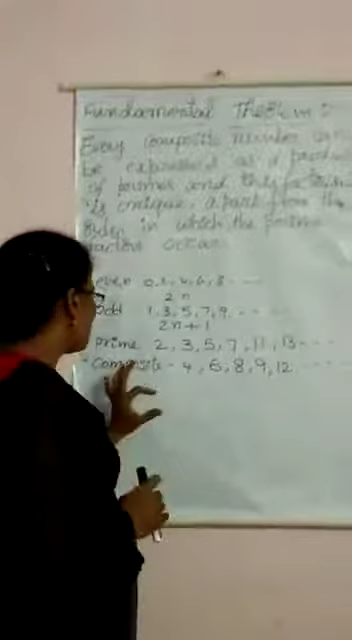 Fundamental Theorem :
Every composite number can
be expressed as a product
of primes and this factoris
is unique, apart from the
order in which the prime
factors occur.
even 0,2,4,6,8 - - - -
2n
Odd 1,3,5,7,9 - - - - -
2n+1
Prime 2,3,5,7,11,13 - - - -
Composite - 4,6,8,9,12 - - - - -